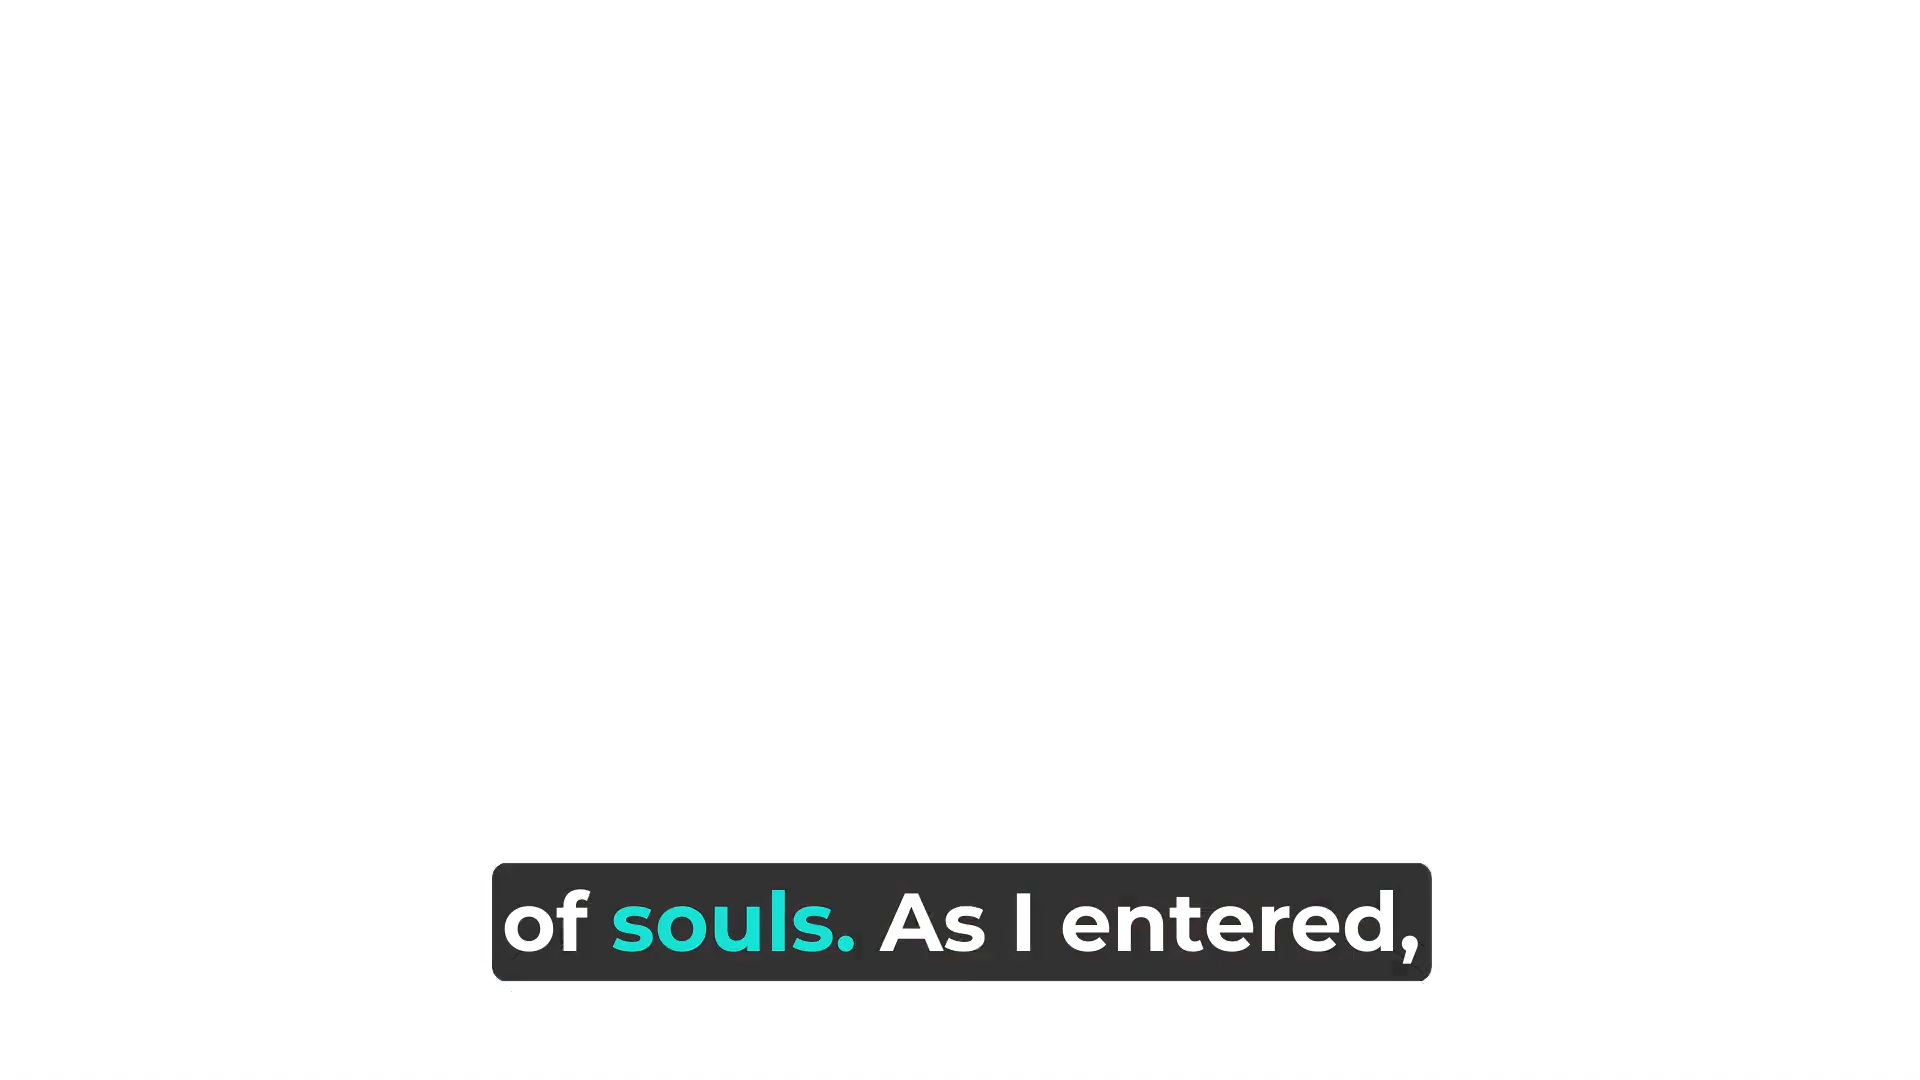 of souls. As I entered,